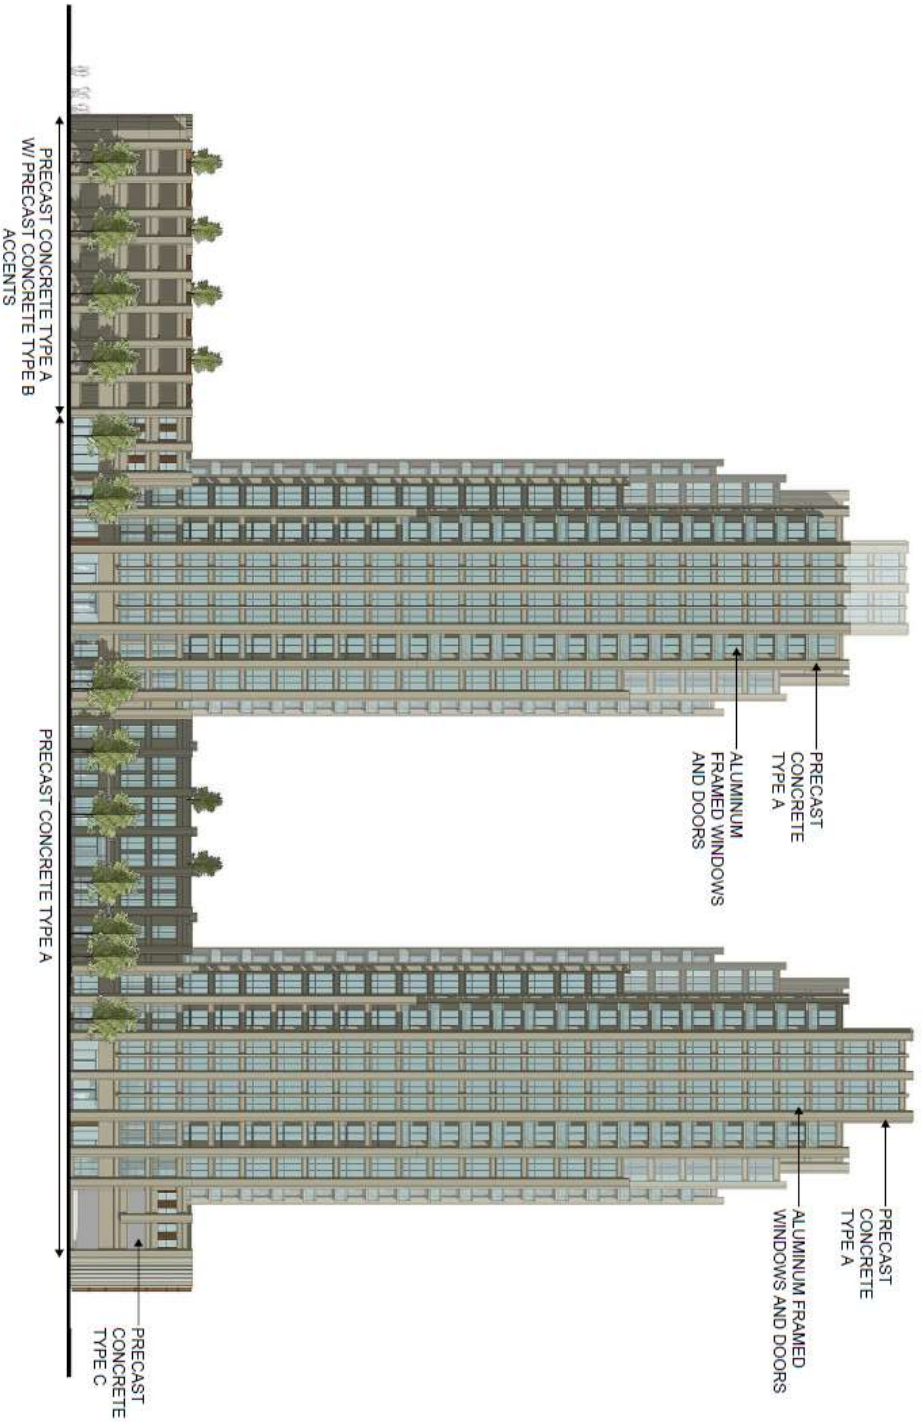 PRECAST
CONCRETE
TYPE A
ALUMINUM
FRAMED WINDOWS
AND DOORS
PRECAST
CONCRETE
TYPE A
ALUMINUM FRAMED
WINDOWS AND DOORS
PRECAST
CONCRETE
TYPE C
PRECAST CONCRETE TYPE A
W/ PRECAST CONCRETE TYPE B
ACCENTS
PRECAST CONCRETE TYPE A